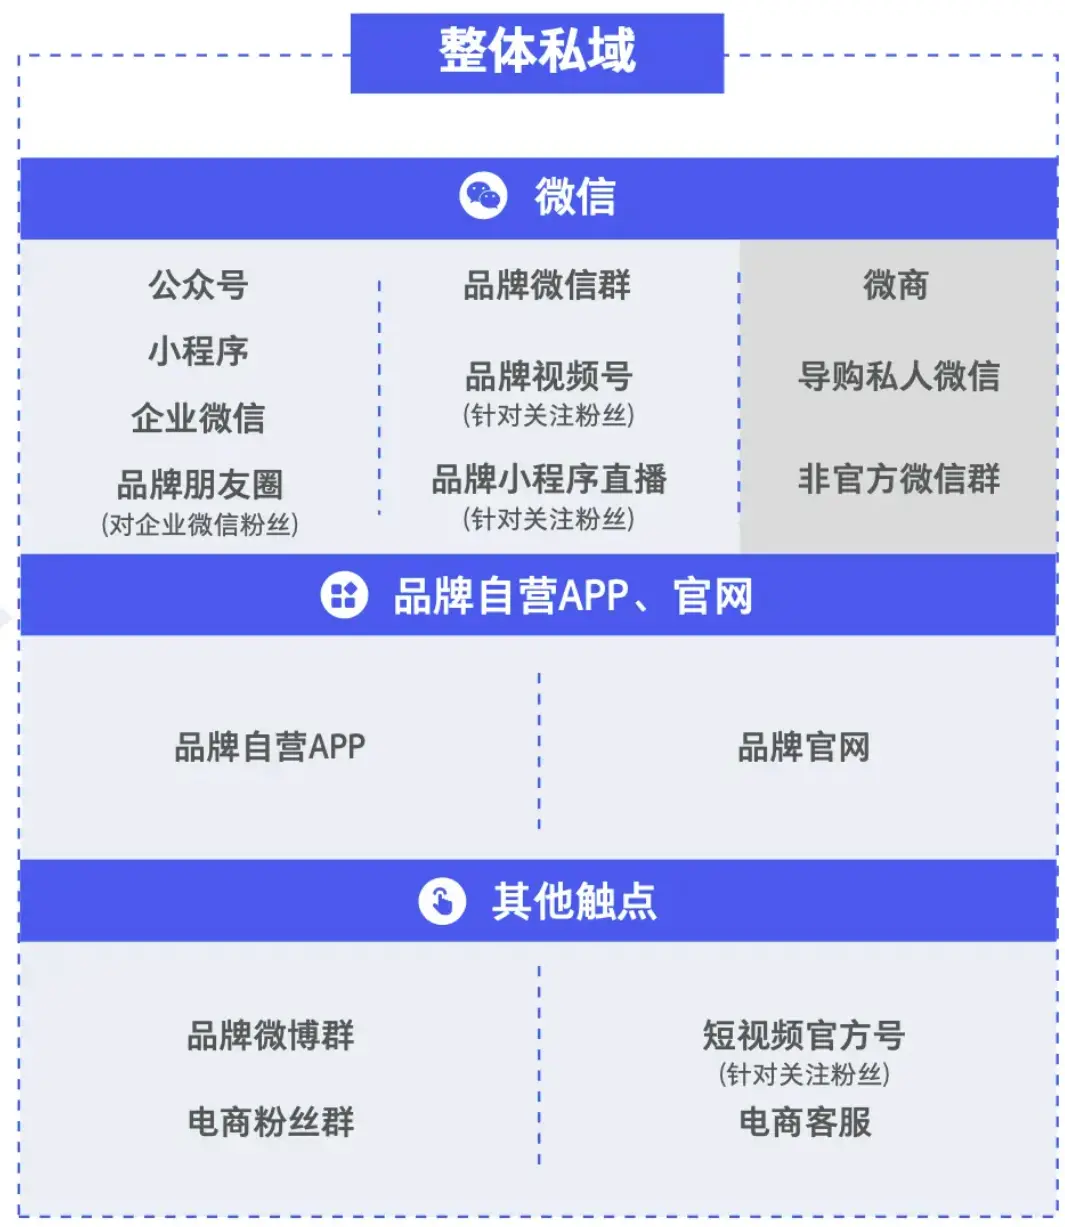 整体私域
微信
公众号
小程序
企业微信
品牌朋友圈
(对企业微信粉丝)
品牌微信群
品牌视频号
(针对关注粉丝)
品牌小程序直播
(针对关注粉丝)
微商
导购私人微信
非官方微信群
品牌自营APP、官网
品牌自营APP
品牌官网
其他触点
品牌微博群
电商粉丝群
短视频官方号
(针对关注粉丝)
电商客服